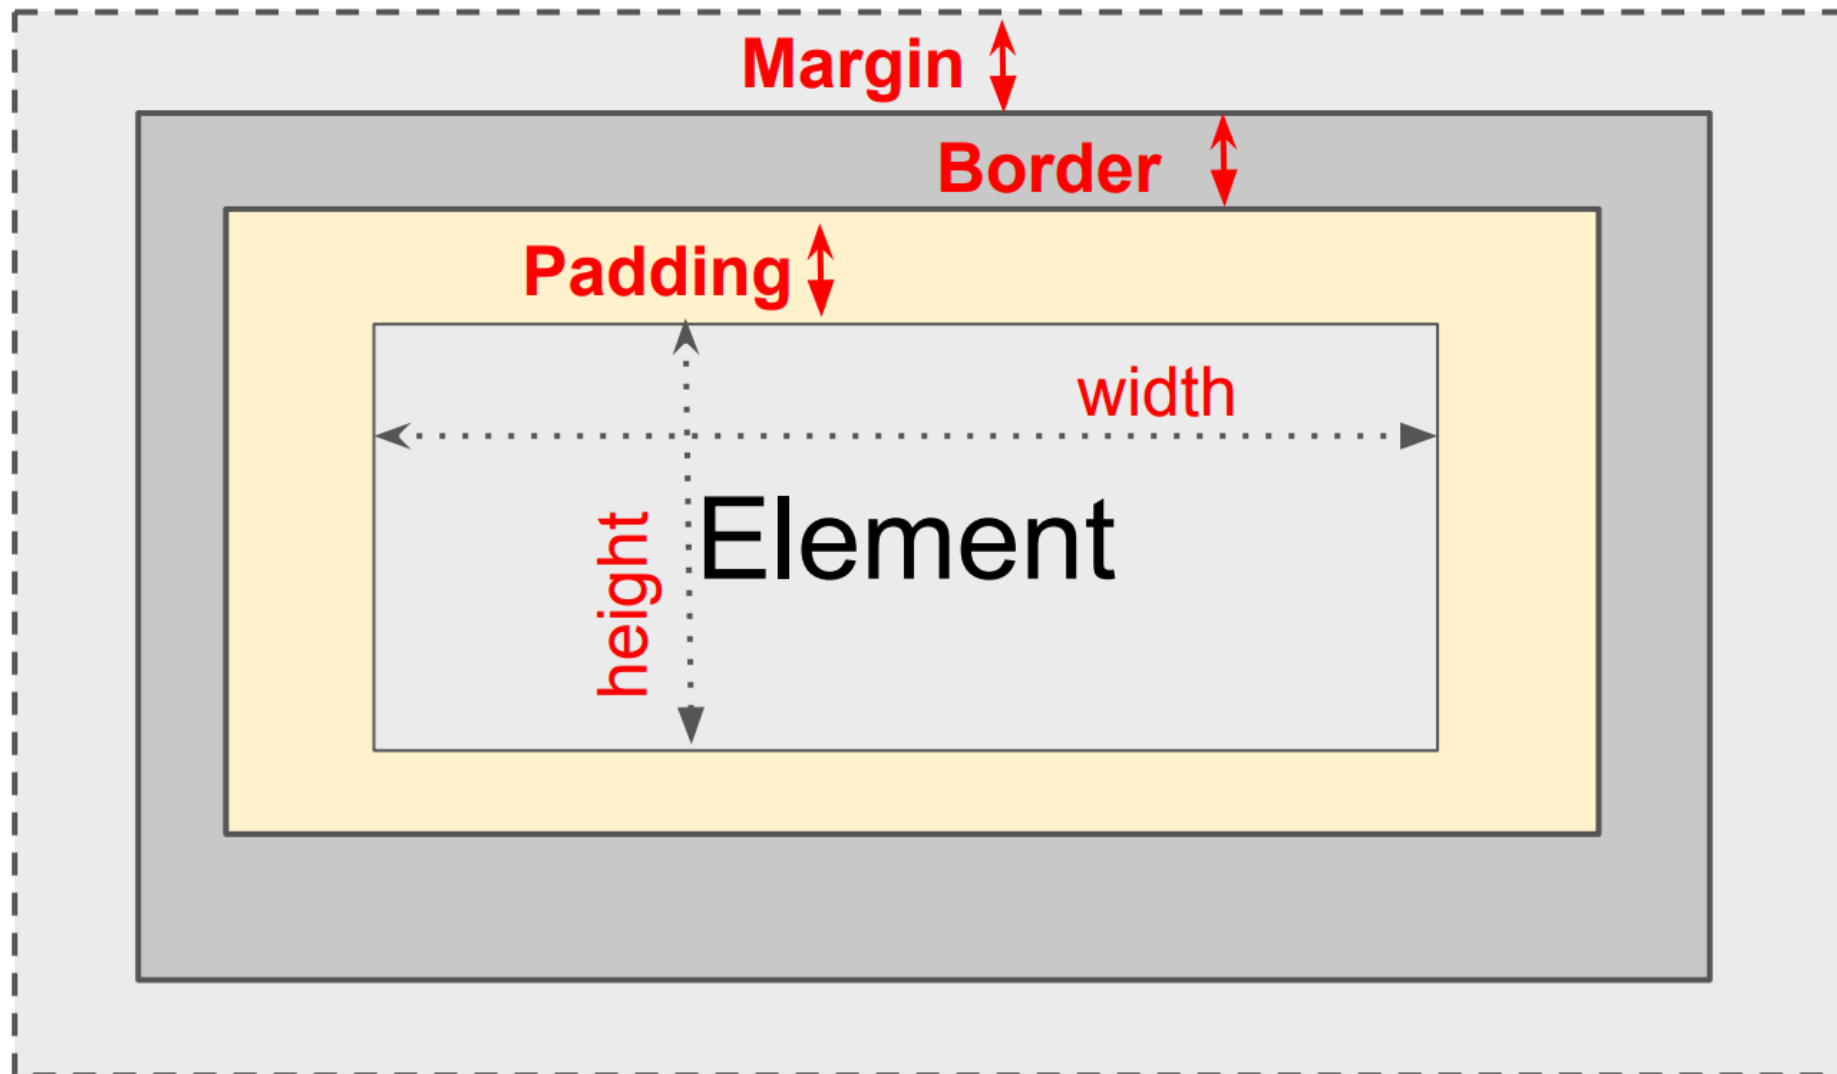 Margin
Border
Padding
width
height
Element